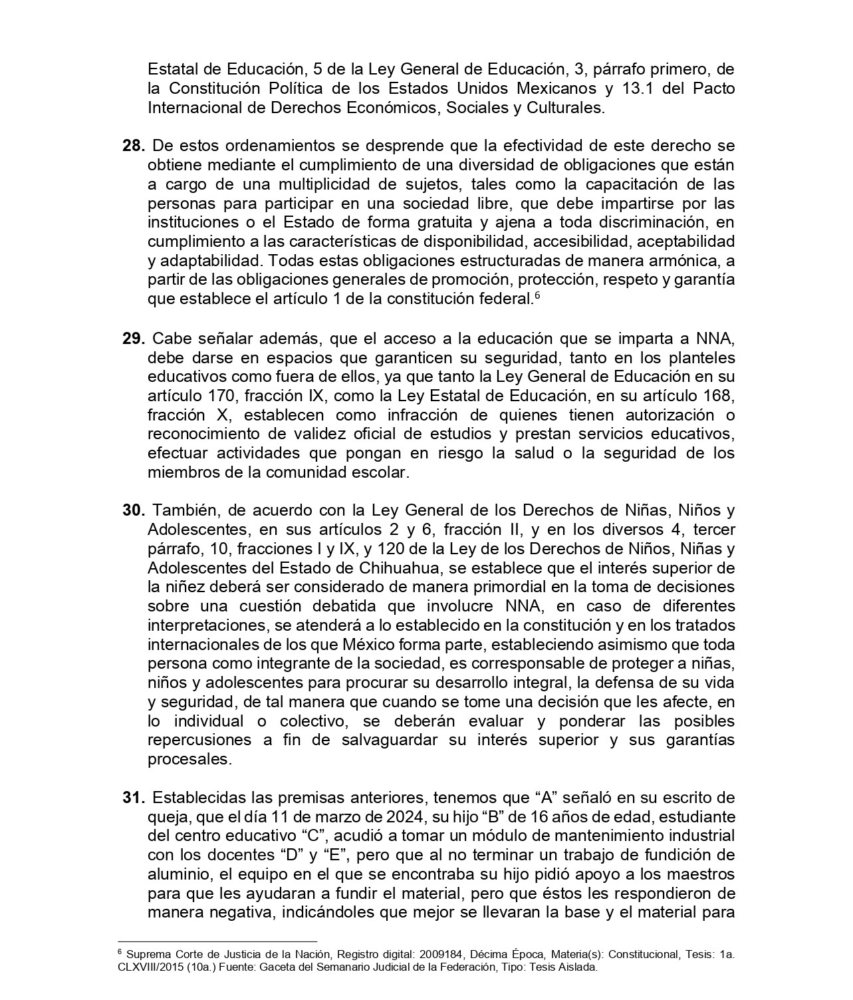 Estatal de Educación, 5 de la Ley General de Educación, 3, párrafo primero, de
la Constitución Política de los Estados Unidos Mexicanos y 13.1 del Pacto
Internacional de Derechos Económicos, Sociales y Culturales.
28. De estos ordenamientos se desprende que la efectividad de este derecho se
obtiene mediante el cumplimiento de una diversidad de obligaciones que están
a cargo de una multiplicidad de sujetos, tales como la capacitación de las
personas para participar en una sociedad libre, que debe impartirse por las
instituciones o el Estado de forma gratuita y ajena a toda discriminación, en
cumplimiento a las características de disponibilidad, accesibilidad, aceptabilidad
y adaptabilidad. Todas estas obligaciones estructuradas de manera armónica, a
partir de las obligaciones generales de promoción, protección, respeto y garantía
que establece el artículo 1 de la constitución federal.6
29. Cabe señalar además, que el acceso a la educación que se imparta a NNA,
debe darse en espacios que garanticen su seguridad, tanto en los planteles
educativos como fuera de ellos, ya que tanto la Ley General de Educación en su
artículo 170, fracción IX, como la Ley Estatal de Educación, en su artículo 168,
fracción X, establecen como infracción de quienes tienen autorización o
reconocimiento de validez oficial de estudios y prestan servicios educativos,
efectuar actividades que pongan en riesgo la salud o la seguridad de los
miembros de la comunidad escolar.
30. También, de acuerdo con la Ley General de los Derechos de Niñas, Niños y
Adolescentes, en sus artículos 2 y 6, fracción II, y en los diversos 4, tercer
párrafo, 10, fracciones I y IX, y 120 de la Ley de los Derechos de Niños, Niñas y
Adolescentes del Estado de Chihuahua, se establece que el interés superior de
la niñez deberá ser considerado de manera primordial en la toma de decisiones
sobre una cuestión debatida que involucre NNA, en caso de diferentes
interpretaciones, se atenderá a lo establecido en la constitución y en los tratados
internacionales de los que México forma parte, estableciendo asimismo que toda
persona como integrante de la sociedad, es corresponsable de proteger a niñas,
niños y adolescentes para procurar su desarrollo integral, la defensa de su vida
y seguridad, de tal manera que cuando se tome una decisión que les afecte, en
lo individual o colectivo, se deberán evaluar y ponderar las posibles
repercusiones a fin de salvaguardar su interés superior y sus garantías
procesales.
31. Establecidas las premisas anteriores, tenemos que “A” señaló en su escrito de
queja, que el día 11 de marzo de 2024, su hijo “B” de 16 años de edad, estudiante
del centro educativo “C”, acudió a tomar un módulo de mantenimiento industrial
con los docentes “D” y “E”, pero que al no terminar un trabajo de fundición de
aluminio, el equipo en el que se encontraba su hijo pidió apoyo a los maestros
para que les ayudaran a fundir el material, pero que éstos les respondieron de
manera negativa, indicándoles que mejor se llevaran la base y el material para
6 Suprema Corte de Justicia de la Nación, Registro digital: 2009184, Décima Época, Materia(s): Constitucional, Tesis: 1a.
CLXVIII/2015 (10a.) Fuente: Gaceta del Semanario Judicial de la Federación, Tipo: Tesis Aislada.